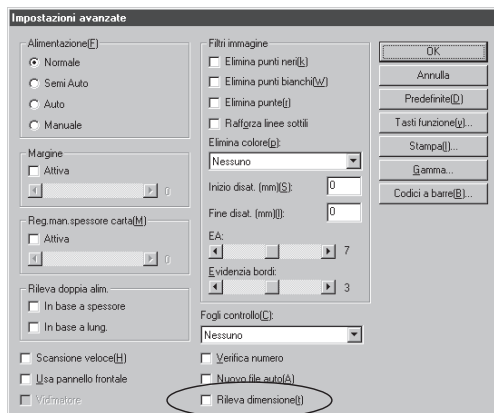 Impostazioni avanzate
Alimentazione(F)
Normale
Semi Auto
Auto
Manuale
Margine
Attiva
0
Reg.man.spessore carta(M)
Attiva
0
Rileva doppia alim.
In base a spessore
In base a lung.
Scansione veloce(H)
Usa pannello frontale
Vidimatore
Filtri immagine
Elimina punti neri(k)
Elimina punti bianchi(W)
Elimina punte(r)
Rafforza linee sottili
Elimina colore(p):
Nessuno
Inizio disat. (mm)(S):
0
Fine disat. (mm)(I):
0
EA:
7
Evidenzia bordi:
3
Fogli controllo(C):
Nessuno
Verifica numero
Nuovo file auto(A)
Rileva dimensione(t)
OK
Annulla
Predefinite(D)
Tasti funzione(y)...
Stampa(I)...
Gamma...
Codici a barre(B)...